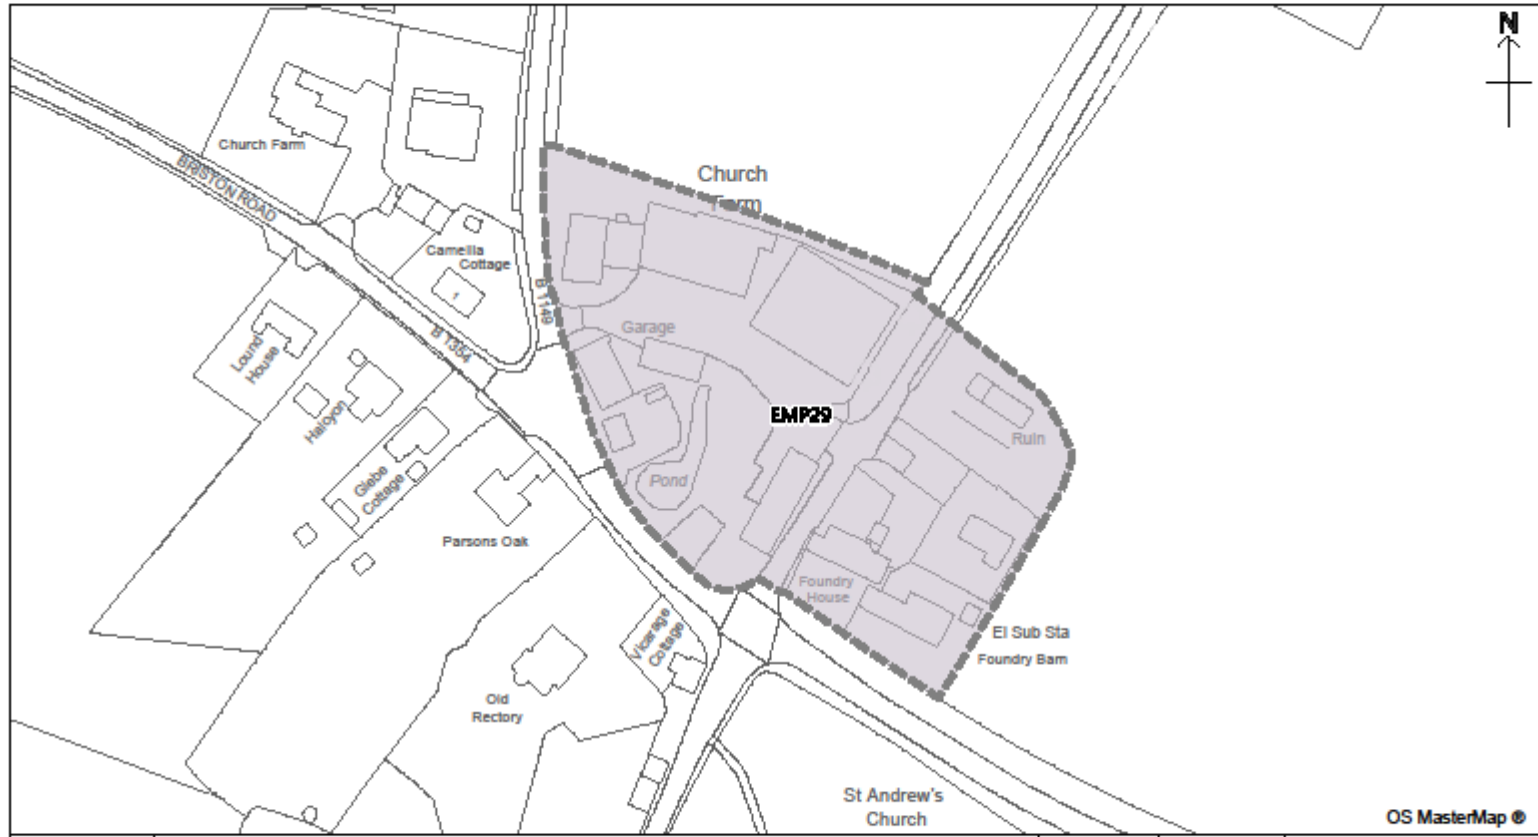 N
Church
Farm
Church Farm
BRISTON ROAD
Camellia
Cottage
1
B 1149
B 1354
Garage
Lound
House
Halcyon
EMP29
Ruin
Glebe
Cottage
Pond
Parsons Oak
Foundry
House
Vicarage
Cottage
El Sub Sta
Foundry Barn
Old
Rectory
St Andrew's
Church
OS MasterMap ®